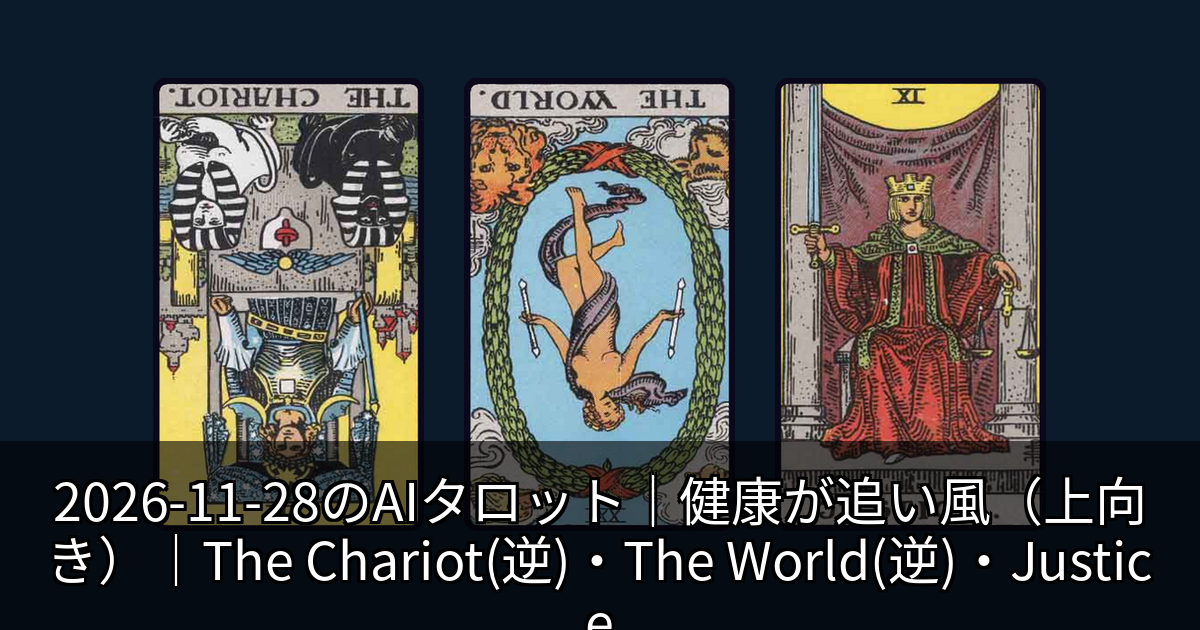 THE CHARIOT.
THE WORLD.
XI
2026-11-28のAIタロット｜健康が追い風（上向
き）｜The Chariot(逆)・The World(逆)・Justic
e